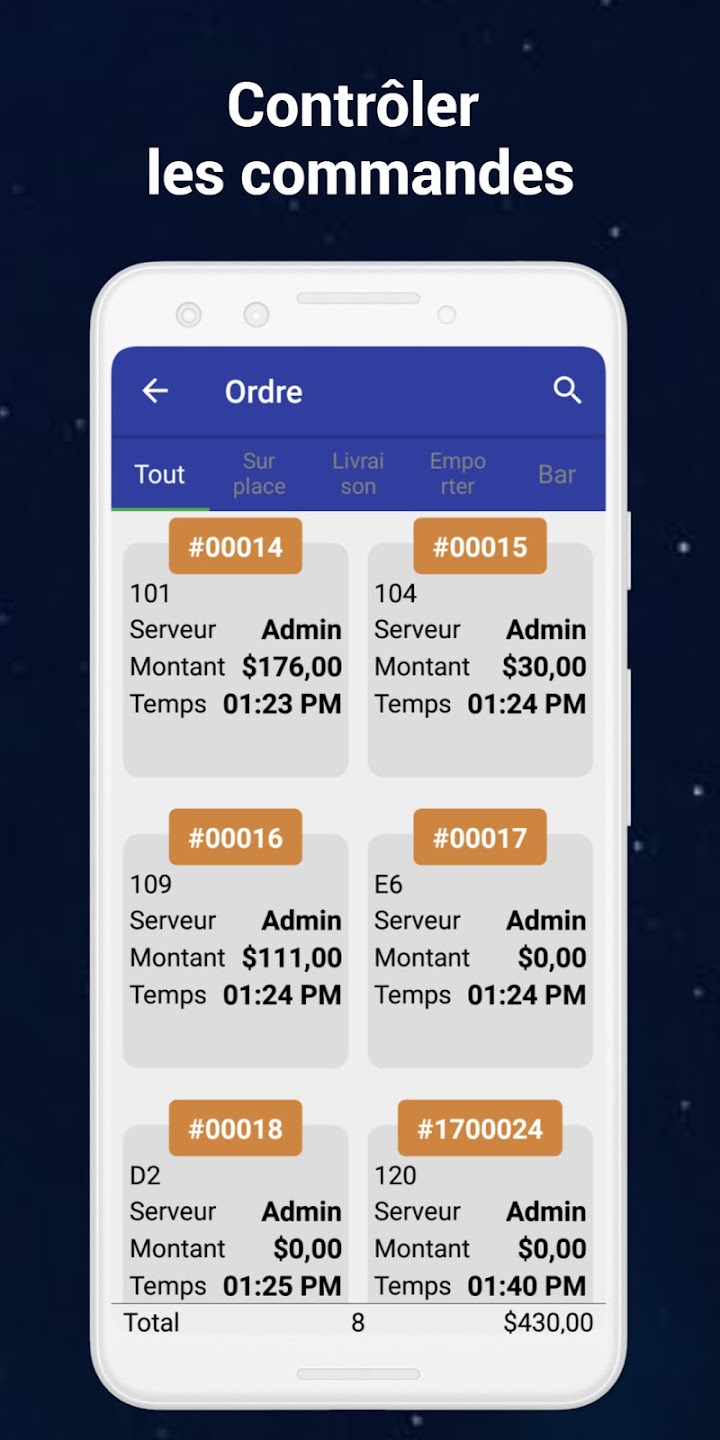 Contrôler
les commandes
Ordre
Tout
Sur
place
Livrai
son
Empo
rter
Bar
#00014
101
Serveur Admin
Montant $176,00
Temps 01:23 PM
#00015
104
Serveur Admin
Montant $30,00
Temps 01:24 PM
#00016
109
Serveur Admin
Montant $111,00
Temps 01:24 PM
#00017
E6
Serveur Admin
Montant $0,00
Temps 01:24 PM
#00018
D2
Serveur Admin
Montant $0,00
Temps 01:25 PM
#1700024
120
Serveur Admin
Montant $0,00
Temps 01:40 PM
Total 8 $430,00